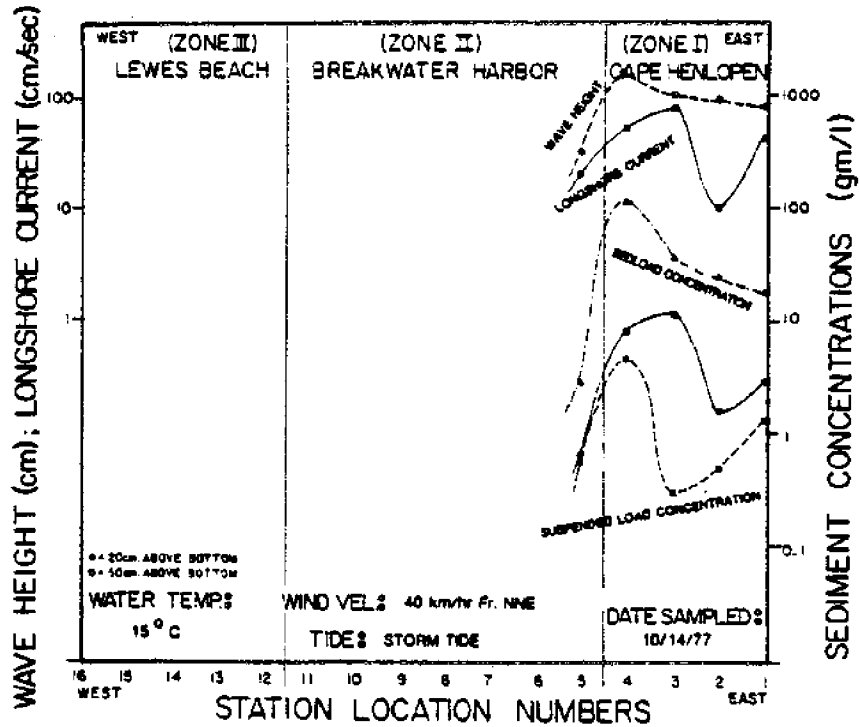 WEST (ZONE III) (ZONE II) (ZONE I) EAST
LEWES BEACH BREAKWATER HARBOR CAPE HENLOPEN
WAVE HEIGHT (cm); LONGSHORE CURRENT (cm/sec)
100
10
1
SEDIMENT CONCENTRATIONS (gm/l)
1000
100
10
1
0.1
WAVE HEIGHT
LONGSHORE CURRENT
BEDLOAD CONCENTRATION
SUSPENDED LOAD CONCENTRATION
= 20cm. ABOVE BOTTOM
= 50cm. ABOVE BOTTOM
WATER TEMP.:
15° C
WIND VEL.: 40 km/hr Fr. NNE
TIDE: STORM TIDE
DATE SAMPLED:
10/14/77
16 15 14 13 12 11 10 9 8 7 6 5 4 3 2 1
WEST EAST
STATION LOCATION NUMBERS